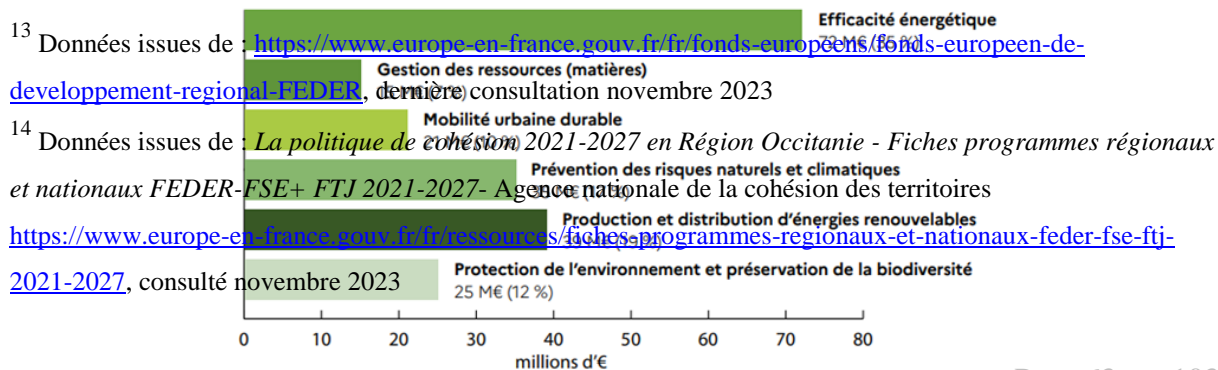 Efficacité énergétique
72 M€ (35 %)
13 Données issues de : https://www.europe-en-france.gouv.fr/fr/fonds-europeens/fonds-europeen-de-
Gestion des ressources (matières)
developpement-regional-FEDER, dernière consultation novembre 2023
Mobilité urbaine durable
21 M€ (10 %)
14 Données issues de : La politique de cohésion 2021-2027 en Région Occitanie - Fiches programmes régionaux
Prévention des risques naturels et climatiques
et nationaux FEDER-FSE+ FTJ 2021-2027- Agence nationale de la cohésion des territoires
Production et distribution d'énergies renouvelables
39 M€ (19 %)
https://www.europe-en-france.gouv.fr/fr/ressources/fiches-programmes-regionaux-et-nationaux-feder-fse-ftj-
Protection de l'environnement et préservation de la biodiversité
2021-2027, consulté novembre 2023
25 M€ (12 %)
0 10 20 30 40 50 60 70 80
millions d'€